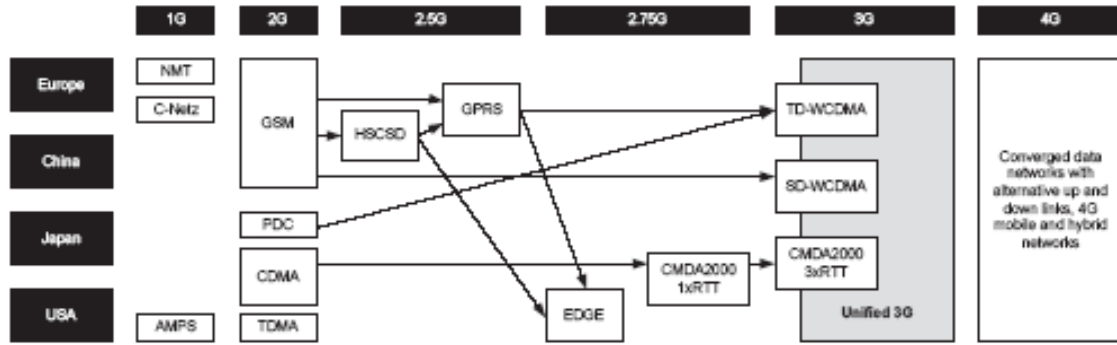 1G 2G 2.5G 2.75G 3G 4G
Europe
China
Japan
USA
NMT
C-Netz
AMPS
GSM
PDC
CDMA
TDMA
HSCSD
GPRS
EDGE
CMDA2000
1xRTT
TD-WCDMA
SD-WCDMA
CMDA2000
3xRTT
Unified 3G
Converged data
networks with
alternative up and
down links, 4G
mobile and hybrid
networks